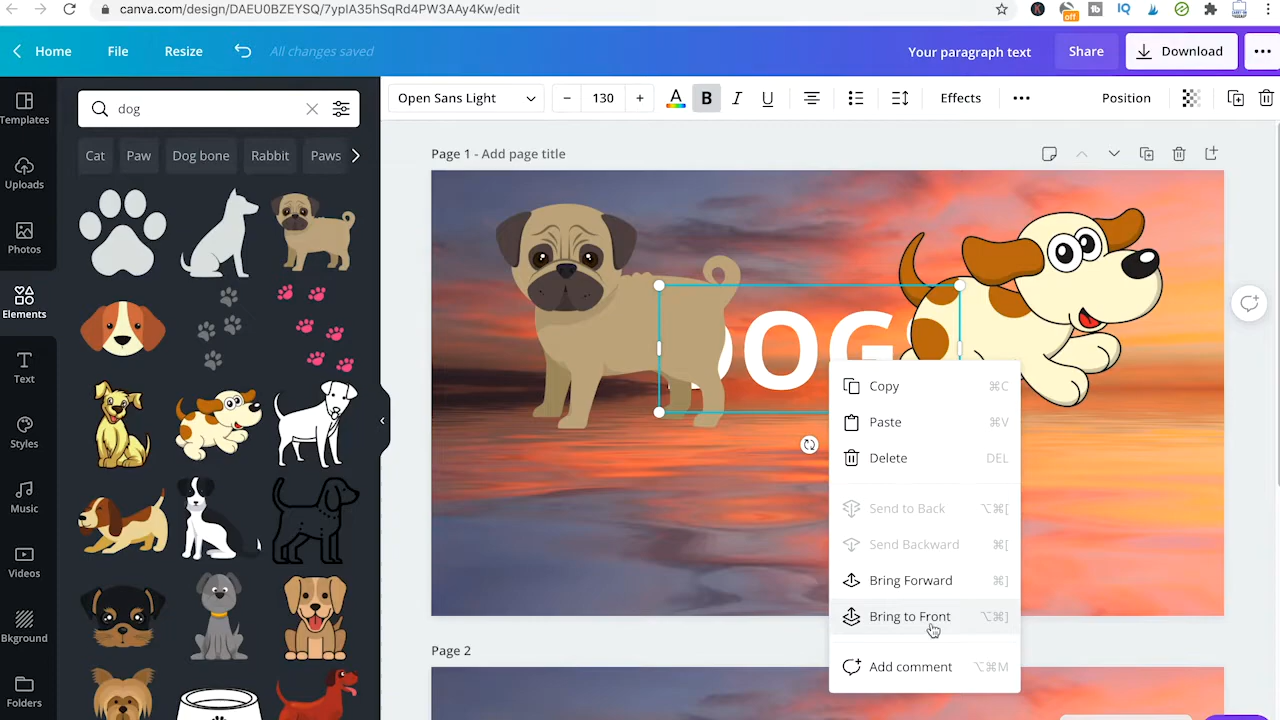 canva.com/design/DAEU0BZEYSQ/7yplA35hSqRd4PW3AAy4Kw/edit
off
Home File Resize All changes saved Your paragraph text Share Download
Templates
Uploads
Photos
Elements
Text
Styles
Music
Videos
Bkground
Folders
dog
Cat Paw Dog bone Rabbit Paws
Open Sans Light 130 A B I U Effects Position
Page 1 - Add page title
DOG
Copy ⌘C
Paste ⌘V
Delete DEL
Send to Back ⌥⌘[
Send Backward ⌘[
Bring Forward ⌘]
Bring to Front ⌥⌘]
Add comment ⌥⌘M
Page 2